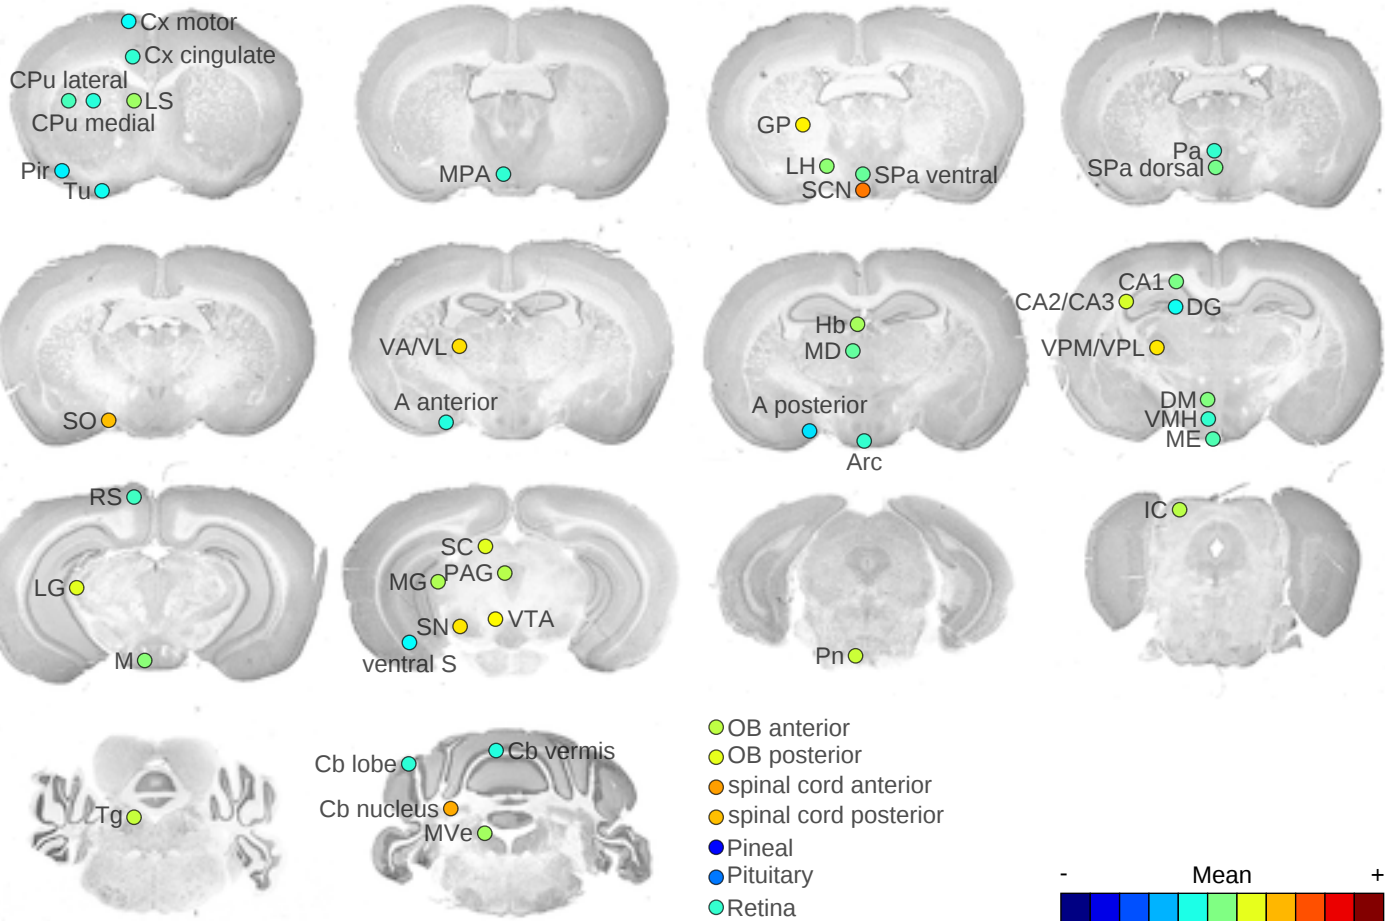 Cx motor
Cx cingulate
CPu lateral
LS
CPu medial
Pir
Tu
MPA
GP
LH
SPa ventral
SCN
Pa
SPa dorsal
SO
VA/VL
A anterior
Hb
MD
A posterior
Arc
CA1
CA2/CA3
DG
VPM/VPL
DM
VMH
ME
RS
LG
M
SC
PAG
MG
VTA
SN
ventral S
Pn
IC
Tg
Cb vermis
Cb lobe
Cb nucleus
MVe
OB anterior
OB posterior
spinal cord anterior
spinal cord posterior
Pineal
Pituitary
Retina
- Mean +